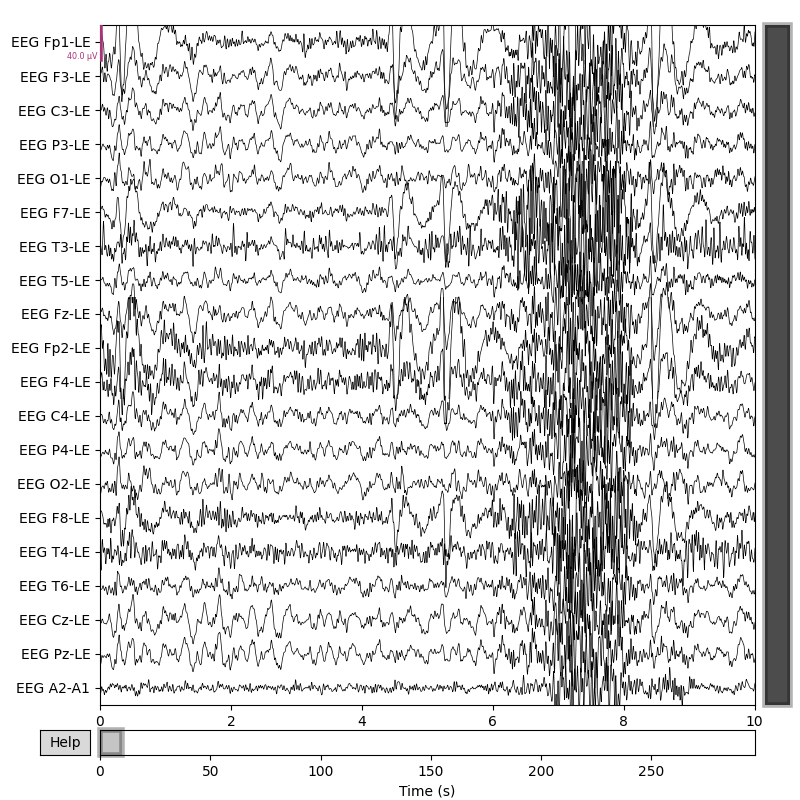 EEG Fp1-LE
40.0 µV
EEG F3-LE
EEG C3-LE
EEG P3-LE
EEG O1-LE
EEG F7-LE
EEG T3-LE
EEG T5-LE
EEG Fz-LE
EEG Fp2-LE
EEG F4-LE
EEG C4-LE
EEG P4-LE
EEG O2-LE
EEG F8-LE
EEG T4-LE
EEG T6-LE
EEG Cz-LE
EEG Pz-LE
EEG A2-A1
0 2 4 6 8 10
Help
0 50 100 150 200 250
Time (s)